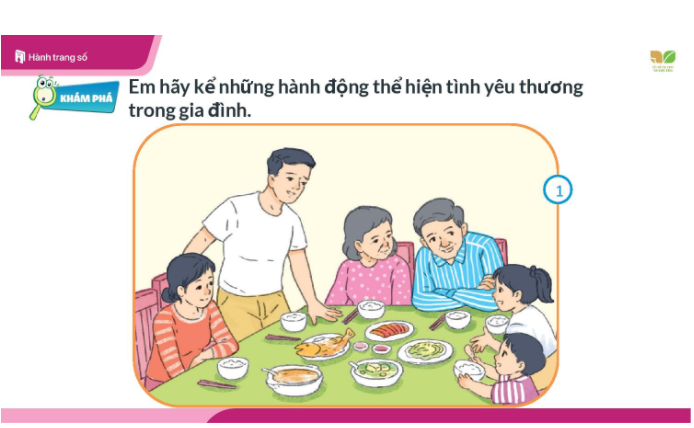 Hành trang số
KHÁM PHÁ
Em hãy kể những hành động thể hiện tình yêu thương
trong gia đình.
1